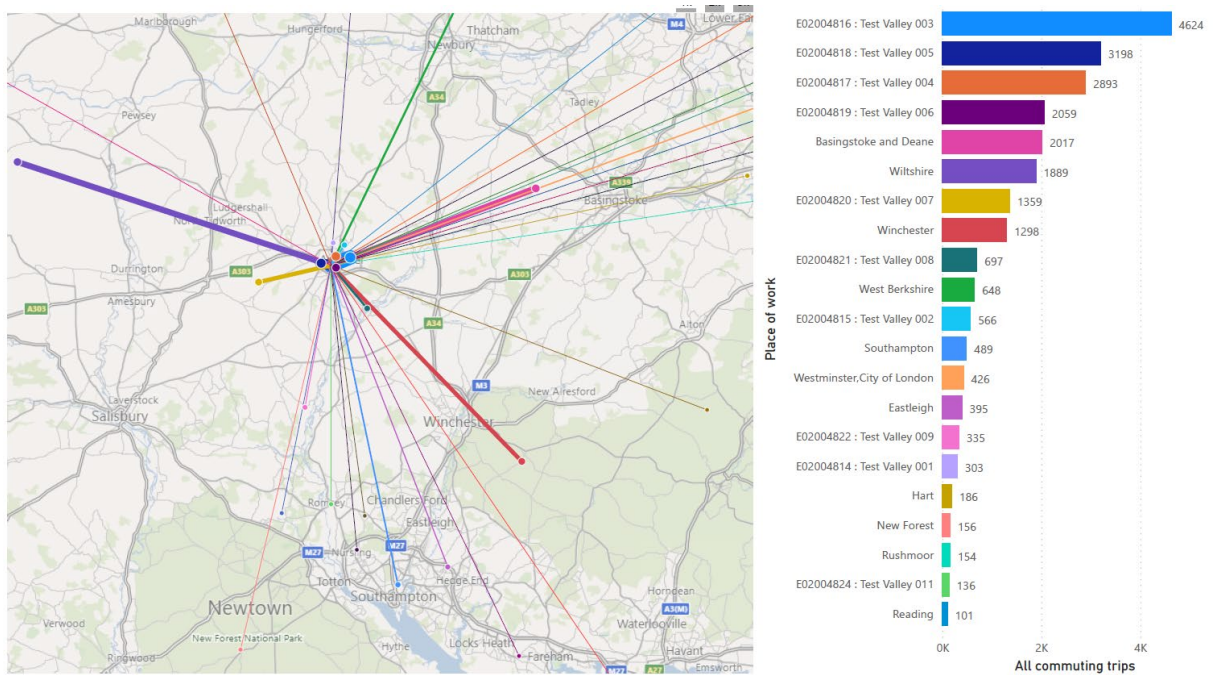 Marlborough
Hungerford
Thatcham
Newbury
M4
Lower Ear
A34
Tadley
Pewsey
A339
Basingstoke
Ludgershall
North Tidworth
Durrington
A303
Amesbury
A303
A303
A34
Alton
M3
New Alresford
Laverstock
Salisbury
Winchester
Romsey
Chandlers Ford
Eastleigh
M27
Nursling
M27
Totton
Hedge End
Southampton
Horndean
Newtown
A3(M)
Waterlooville
Verwood
New Forest National Park
Hythe
Locks Heath
Fareham
Havant
Ringwood
M27
A27
Emsworth
Place of work
E02004816 : Test Valley 003 4624
E02004818 : Test Valley 005 3198
E02004817 : Test Valley 004 2893
E02004819 : Test Valley 006 2059
Basingstoke and Deane 2017
Wiltshire 1889
E02004820 : Test Valley 007 1359
Winchester 1298
E02004821 : Test Valley 008 697
West Berkshire 648
E02004815 : Test Valley 002 566
Southampton 489
Westminster,City of London 426
Eastleigh 395
E02004822 : Test Valley 009 335
E02004814 : Test Valley 001 303
Hart 186
New Forest 156
Rushmoor 154
E02004824 : Test Valley 011 136
Reading 101
0K 2K 4K
All commuting trips